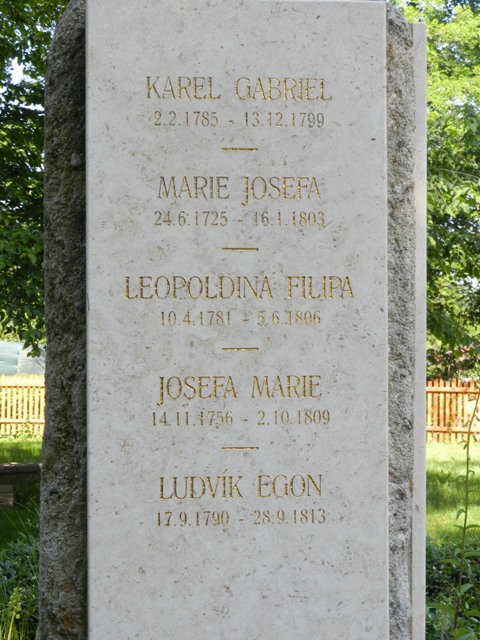 KAREL GABRIEL
2.2.1785 - 13.12.1799
MARIE JOSEFA
24.6.1725 - 16.1.1803
LEOPOLDINA FILIPA
10.4.1781 - 5.6.1806
JOSEFA MARIE
14.11.1756 - 2.10.1809
LUDVÍK EGON
17.9.1790 - 28.9.1813